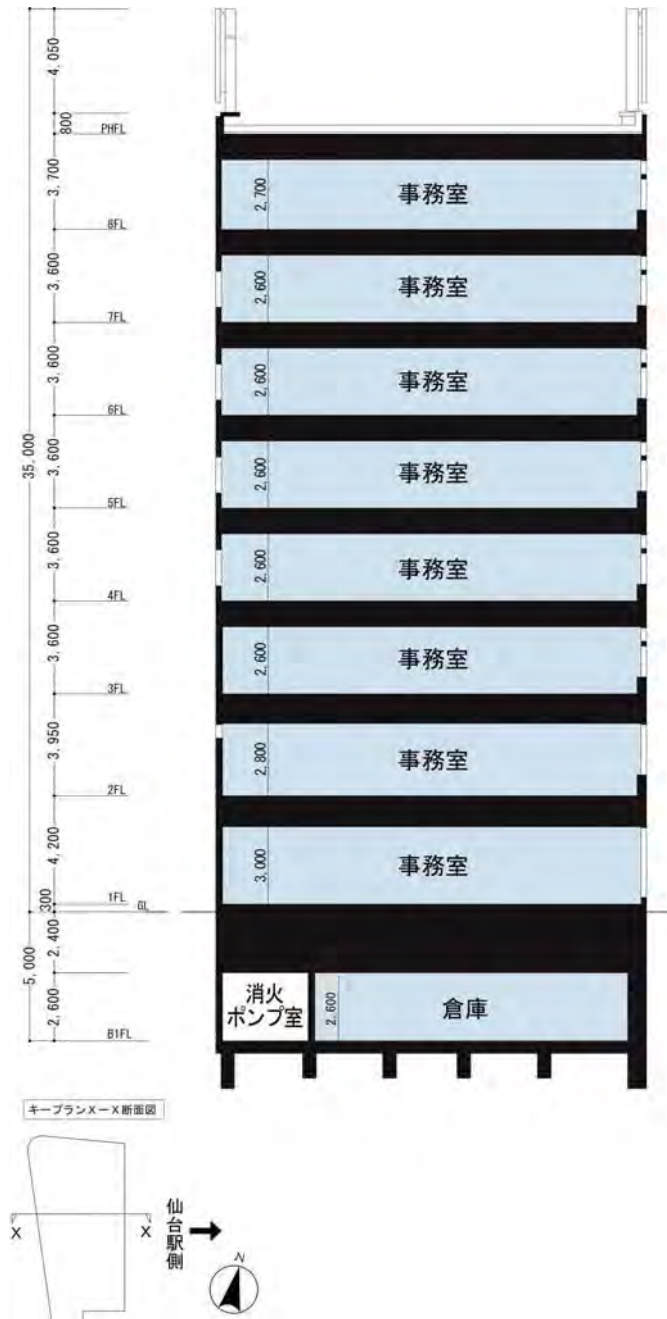 4,050
800
PHFL
3,700
2,700
事務室
8FL
3,600
2,600
事務室
7FL
3,600
2,600
事務室
6FL
3,600
2,600
事務室
5FL
3,600
2,600
事務室
4FL
3,600
2,600
事務室
3FL
3,950
2,800
事務室
2FL
4,200
3,000
事務室
1FL
300
GL
35,000
5,000
2,400
2,600
消火
ポンプ室
2,600
倉庫
B1FL
キープランX－X断面図
X
X
仙台駅側
N